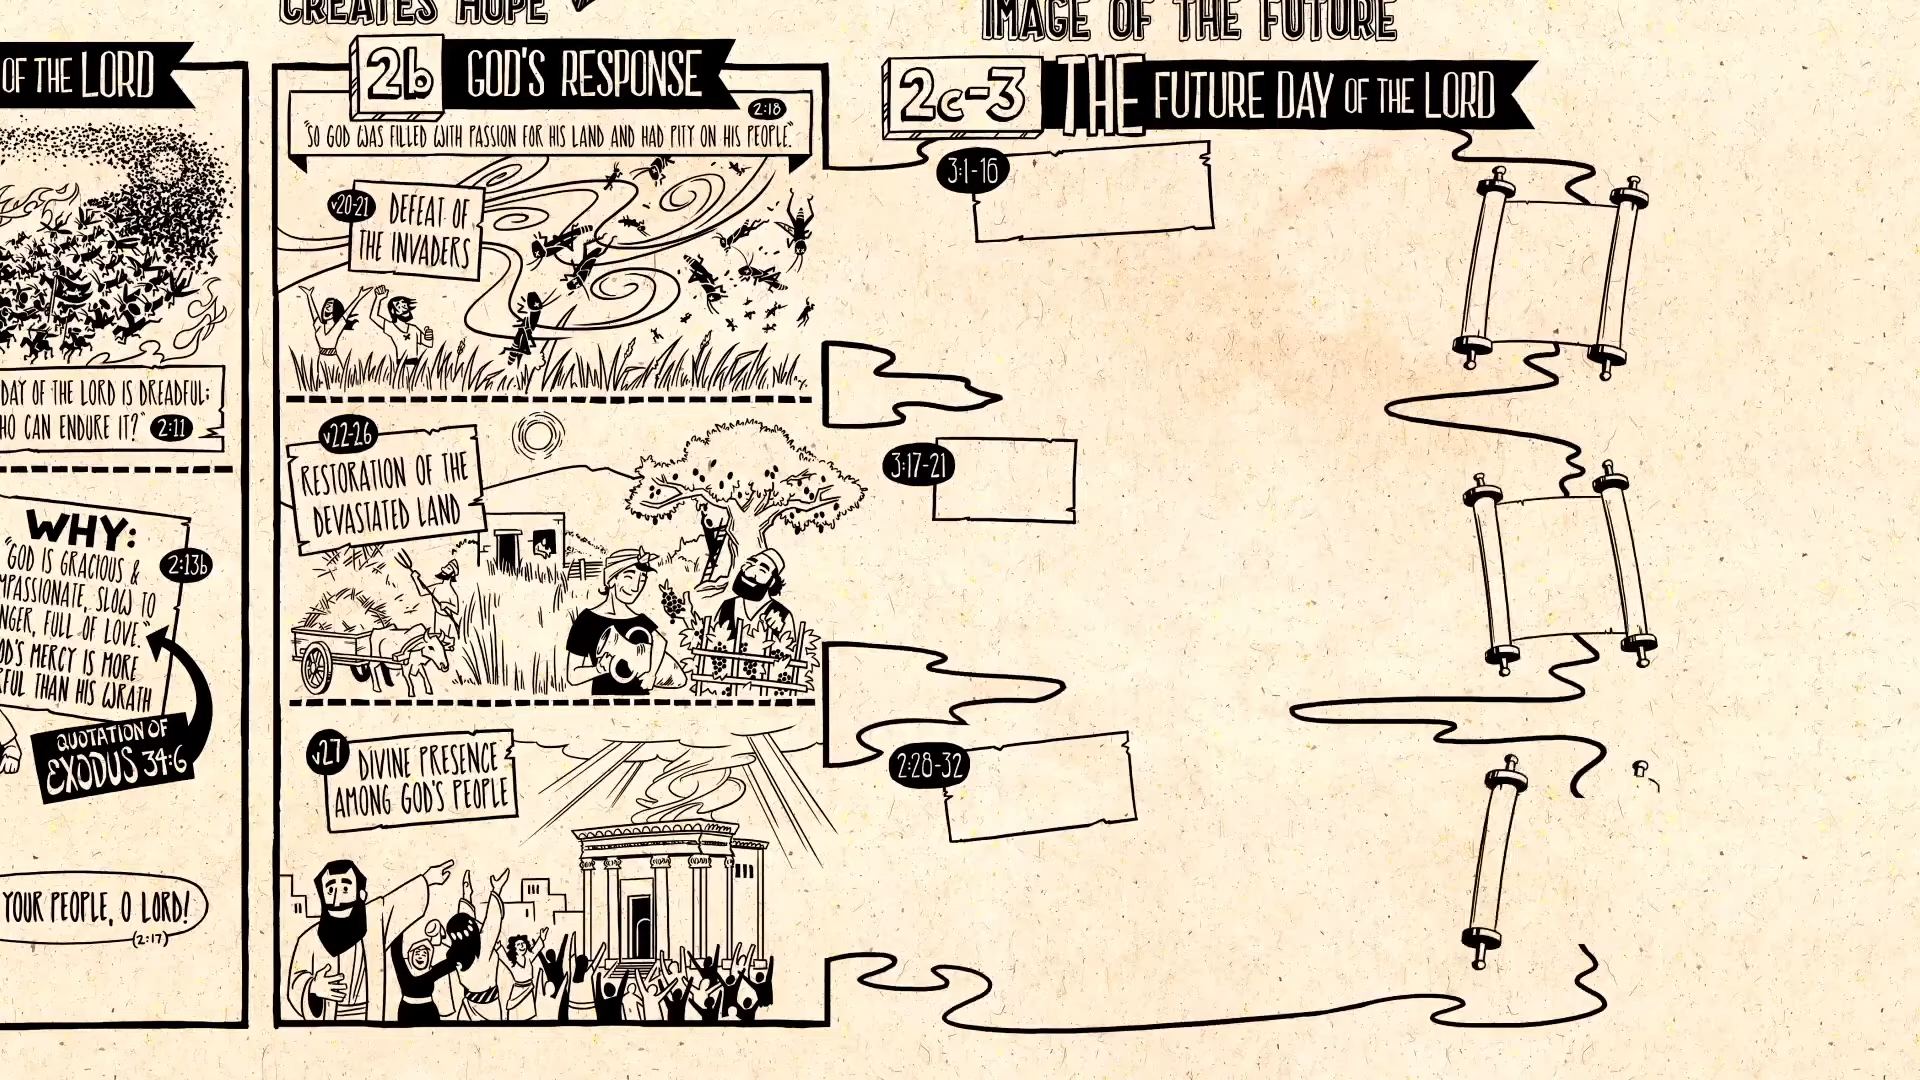 CREATES HOPE
IMAGE OF THE FUTURE
OF THE LORD
DAY OF THE LORD IS DREADFUL:
CAN ENDURE IT?" 2:11
WHY:
"GOD IS GRACIOUS & 2:13b
SLOW TO
FULL OF LOVE."
MERCY IS MORE
THAN HIS WRATH
QUOTATION OF
EXODUS 34:6
YOUR PEOPLE, O LORD!
(2:17)
2b GOD'S RESPONSE
2:18
"SO GOD WAS FILLED WITH PASSION FOR HIS LAND AND HAD PITY ON HIS PEOPLE."
v20-21 DEFEAT OF
THE INVADERS
v22-26
RESTORATION OF THE
DEVASTATED LAND
v27 DIVINE PRESENCE
AMONG GOD'S PEOPLE
2c-3 THE FUTURE DAY OF THE LORD
3:1-16
3:17-21
2:28-32